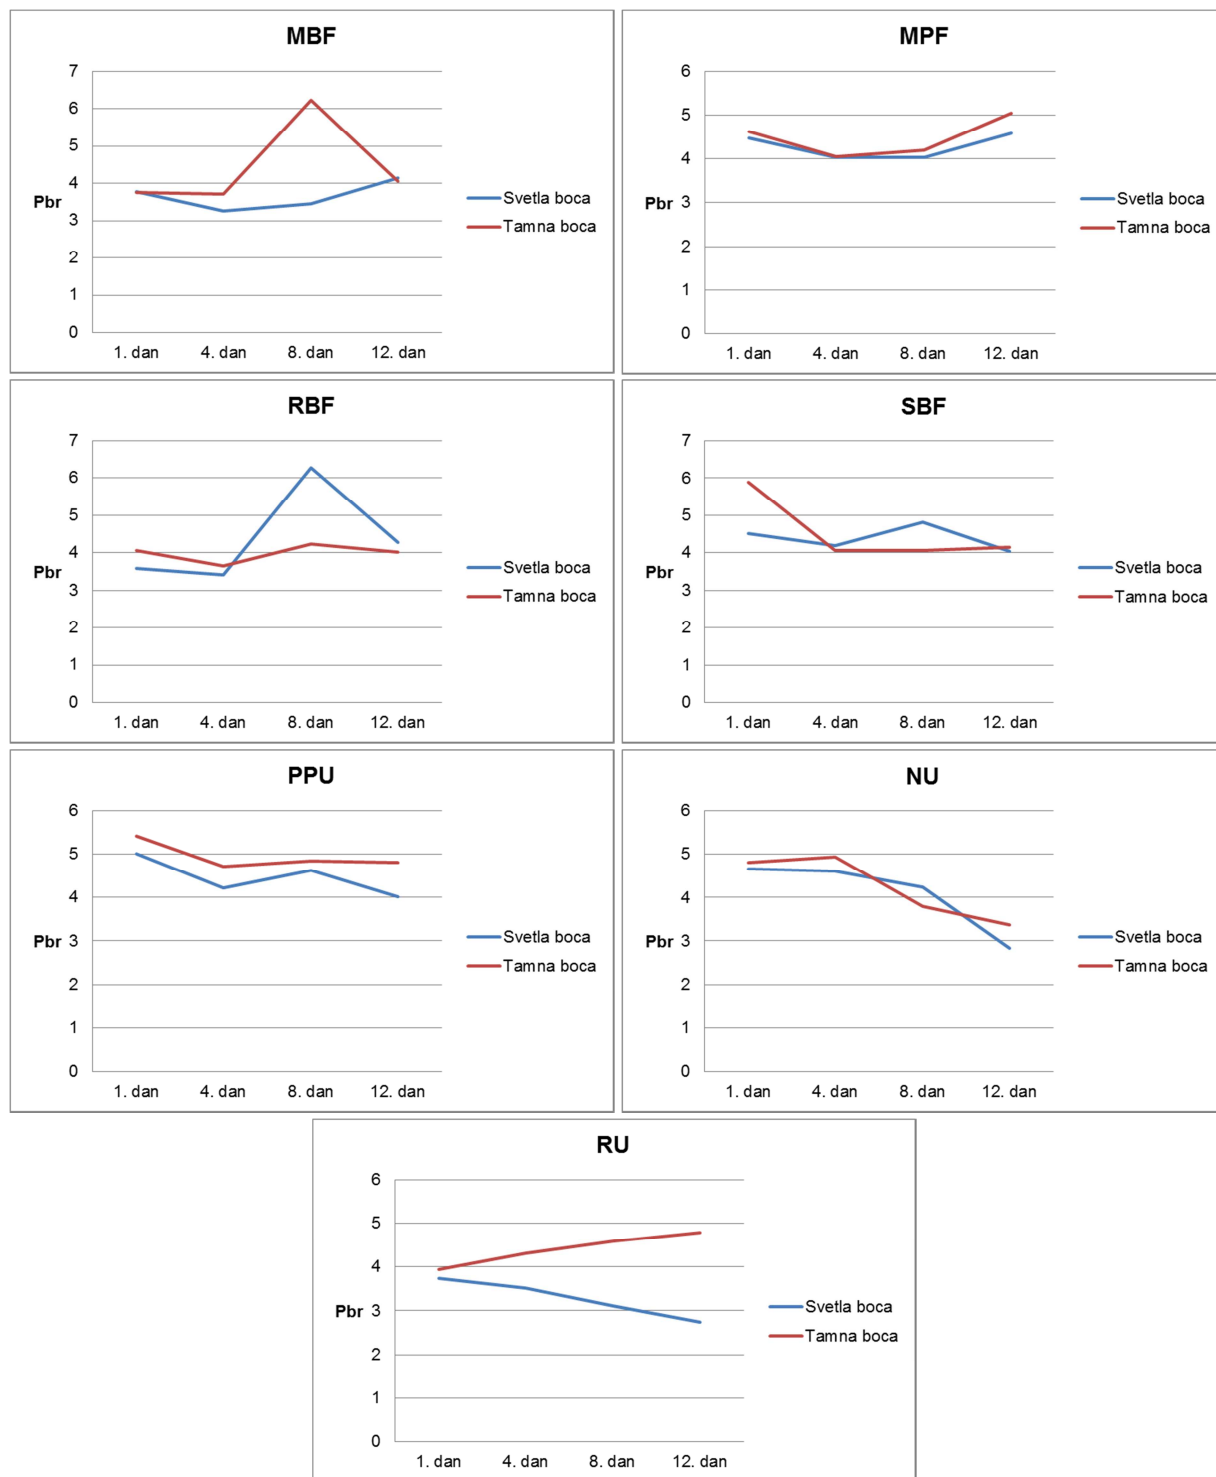 MBF
7
6
5
4
3
2
1
0
Pbr
1. dan 4. dan 8. dan 12. dan
Svetla boca
Tamna boca
MPF
6
5
4
3
2
1
0
Pbr
1. dan 4. dan 8. dan 12. dan
Svetla boca
Tamna boca
RBF
7
6
5
4
3
2
1
0
Pbr
1. dan 4. dan 8. dan 12. dan
Svetla boca
Tamna boca
SBF
7
6
5
4
3
2
1
0
Pbr
1. dan 4. dan 8. dan 12. dan
Svetla boca
Tamna boca
PPU
6
5
4
3
2
1
0
Pbr
1. dan 4. dan 8. dan 12. dan
Svetla boca
Tamna boca
NU
6
5
4
3
2
1
0
Pbr
1. dan 4. dan 8. dan 12. dan
Svetla boca
Tamna boca
RU
6
5
4
3
2
1
0
Pbr
1. dan 4. dan 8. dan 12. dan
Svetla boca
Tamna boca